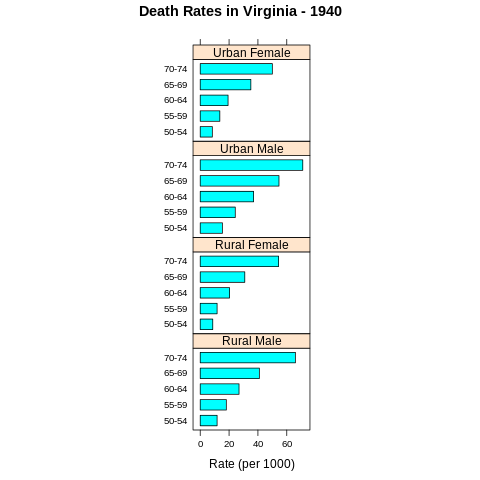 Death Rates in Virginia - 1940
Urban Female
70-74
65-69
60-64
55-59
50-54
Urban Male
70-74
65-69
60-64
55-59
50-54
Rural Female
70-74
65-69
60-64
55-59
50-54
Rural Male
70-74
65-69
60-64
55-59
50-54
0 20 40 60
Rate (per 1000)